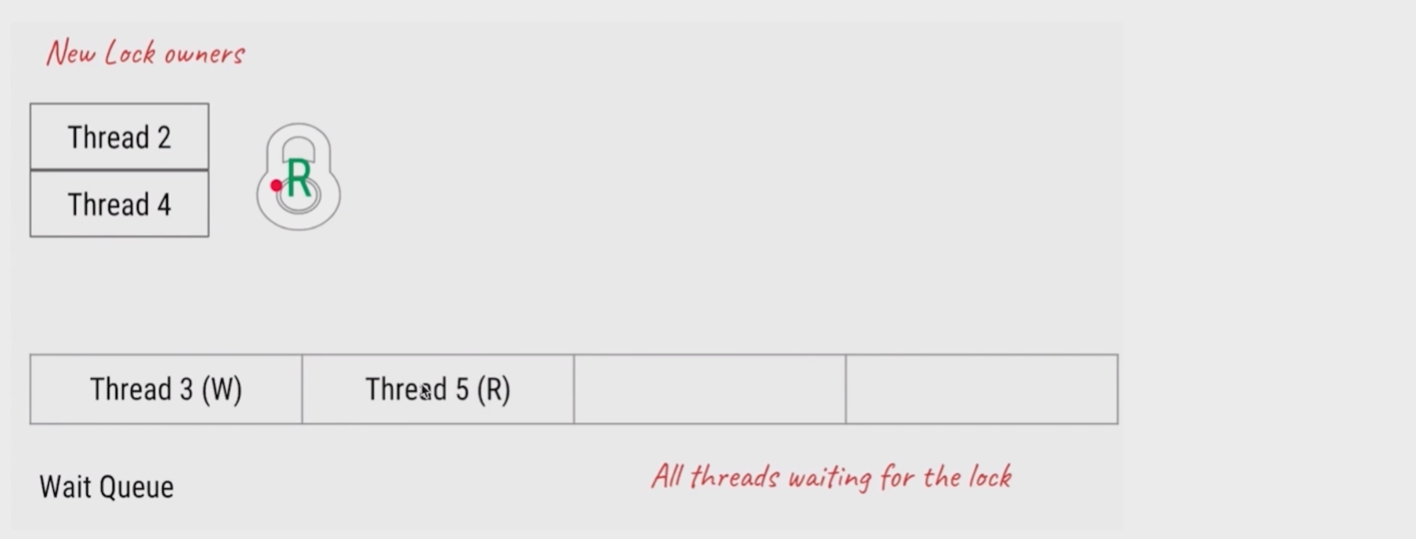 New Lock owners
Thread 2
R
Thread 4
Thread 3 (W)
Thread 5 (R)
Wait Queue
All threads waiting for the lock